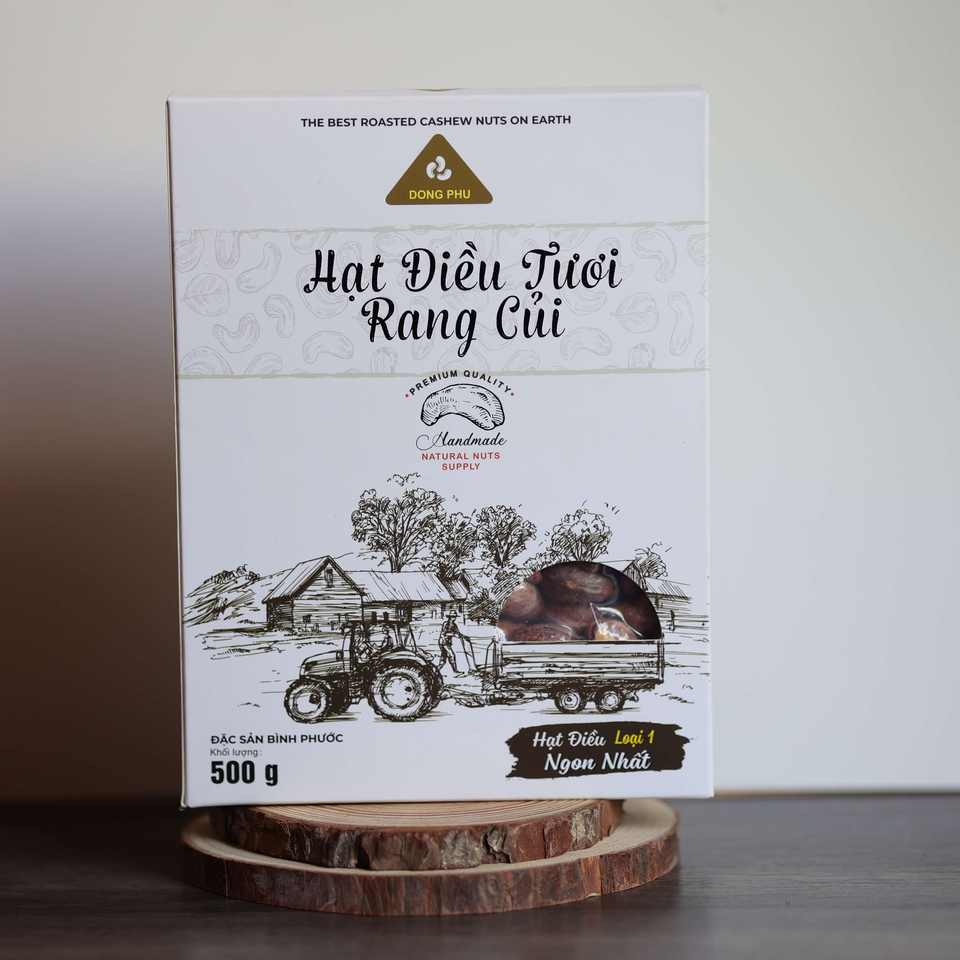 THE BEST ROASTED CASHEW NUTS ON EARTH
DONG PHU
Hạt Điều Tươi
Rang Củi
PREMIUM QUALITY
Handmade
NATURAL NUTS
SUPPLY
ĐẶC SẢN BÌNH PHƯỚC
Khối lượng:
500 g
Hạt Điều Loại 1
Ngon Nhất